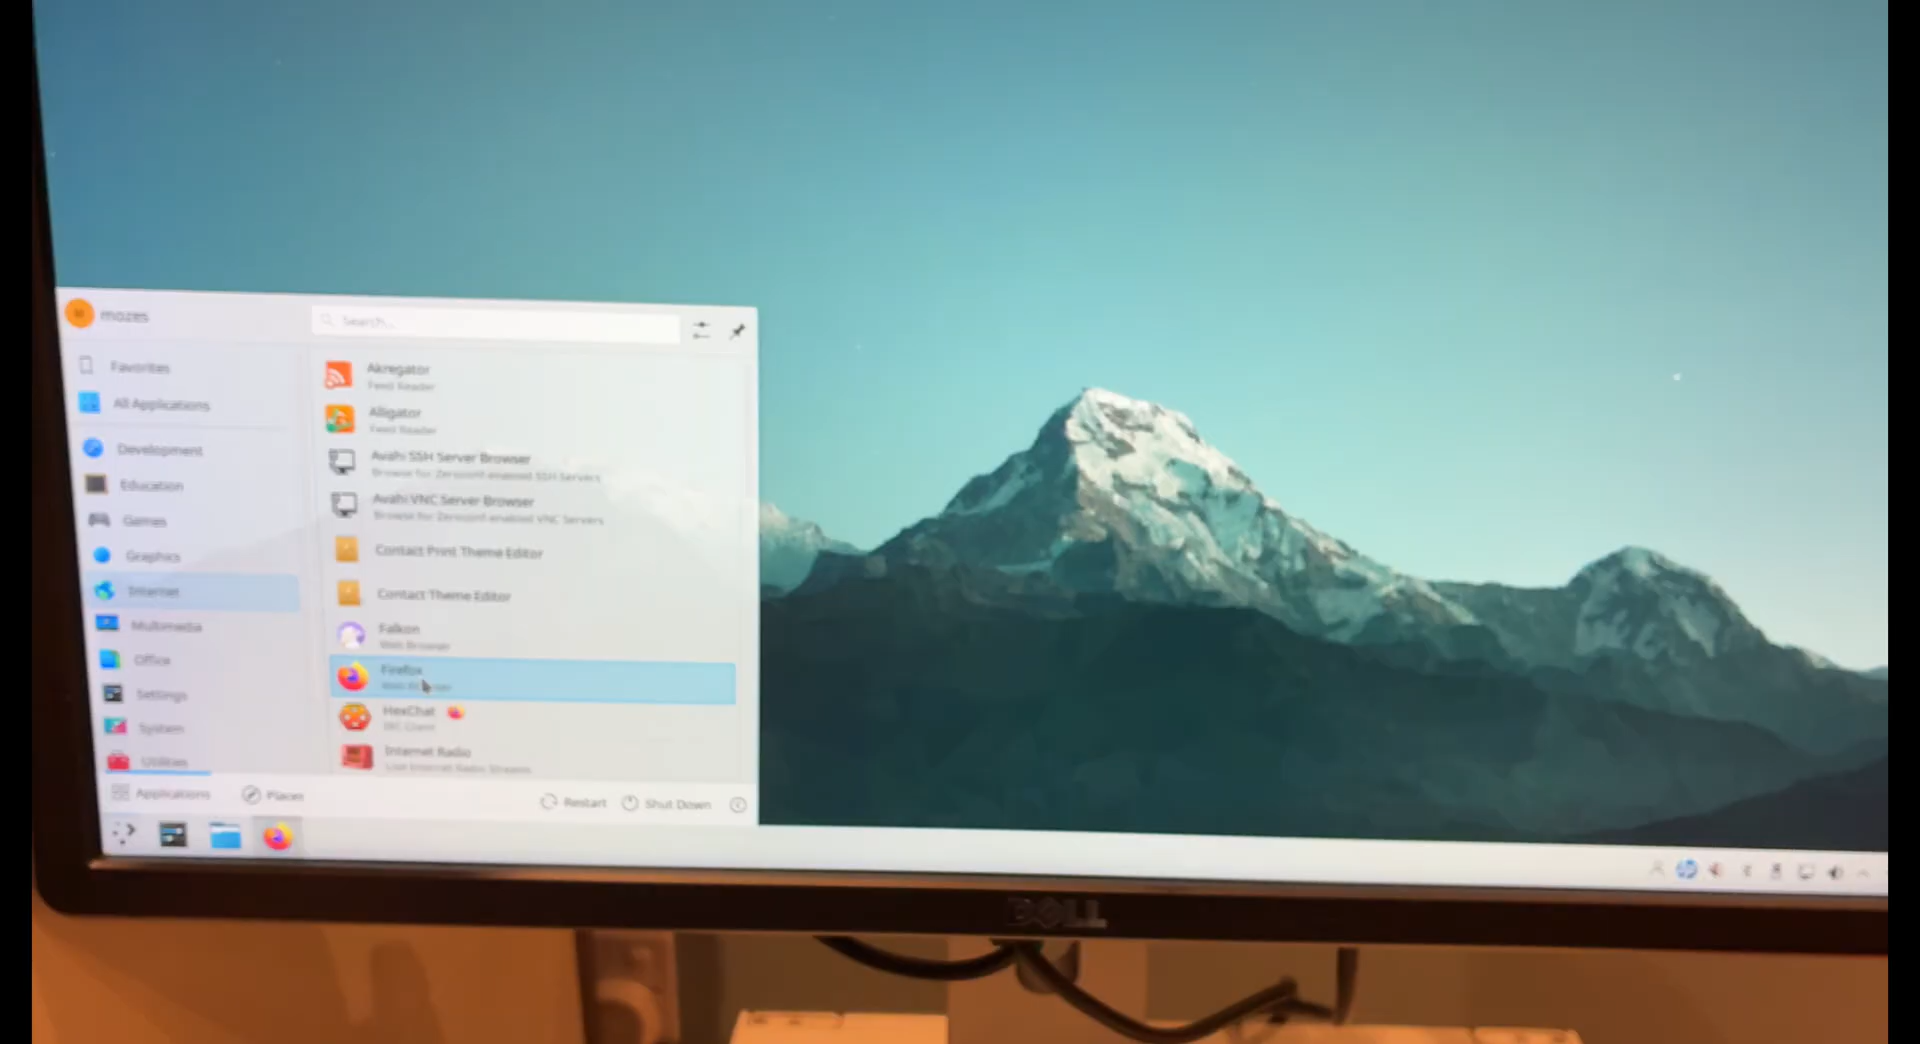 mozes
Search...
Favorites
All Applications
Development
Education
Games
Graphics
Internet
Multimedia
Office
Settings
System
Utilities
Akregator
Feed Reader
Alligator
Feed Reader
Avahi SSH Server Browser
Browse for Zeroconf-enabled SSH Servers
Avahi VNC Server Browser
Browse for Zeroconf-enabled VNC Servers
Contact Print Theme Editor
Contact Theme Editor
Falkon
Web Browser
Firefox
HexChat
IRC Client
Internet Radio
Live Internet Radio Streams
Applications
Places
Restart
Shut Down
DELL